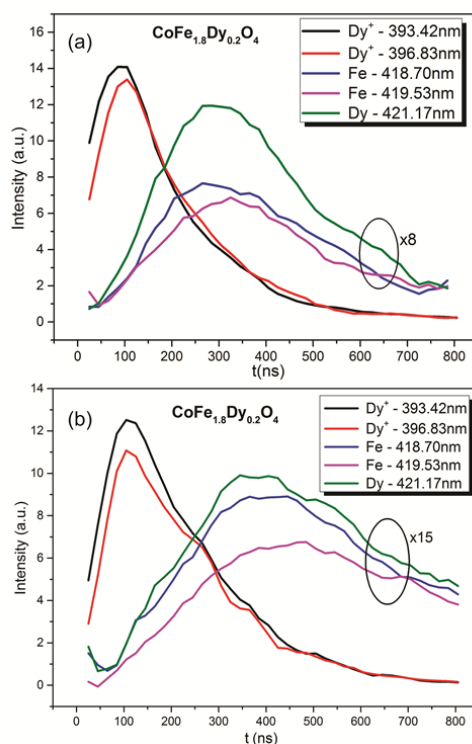 (a)
CoFe1.8Dy0.2O4
Dy+ - 393.42nm
Dy+ - 396.83nm
Fe - 418.70nm
Fe - 419.53nm
Dy - 421.17nm
x8
Intensity (a.u.)
14
12
10
8
6
4
2
0
0 100 200 300 400 500 600 700 800
t(ns)
(b)
CoFe1.8Dy0.2O4
Dy+ - 393.42nm
Dy+ - 396.83nm
Fe - 418.70nm
Fe - 419.53nm
Dy - 421.17nm
x15
Intensity (a.u.)
14
12
10
8
6
4
2
0
0 100 200 300 400 500 600 700 800
t (ns)